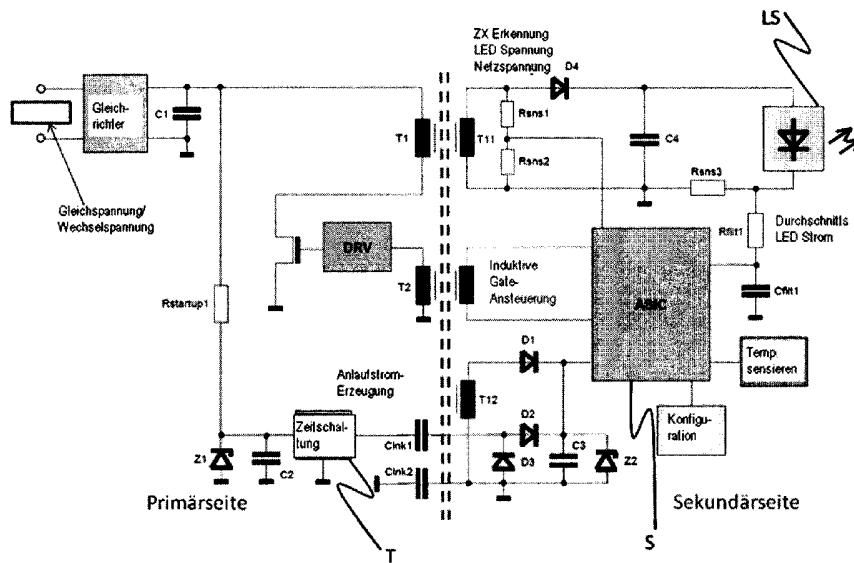 LS
ZX Erkennung
LED Spannung
Netzspannung
D4
Gleich-
richter
C1
T1
T11
Rsns1
Rsns2
C4
Rsns3
Gleichspannung/
Wechselspannung
Rflit1
Durchschnitts
LED Strom
DRV
T2
Induktive
Gate-
Ansteuerung
ASIC
Cflit1
Rstartup1
Anlaufstrom-
Erzeugung
D1
Temp.
sensieren
T12
Zeitschal-
tung
Clnk1
D2
Konfigu-
ration
Z1
C2
Clnk2
D3
C3
Z2
Primärseite
Sekundärseite
T
S